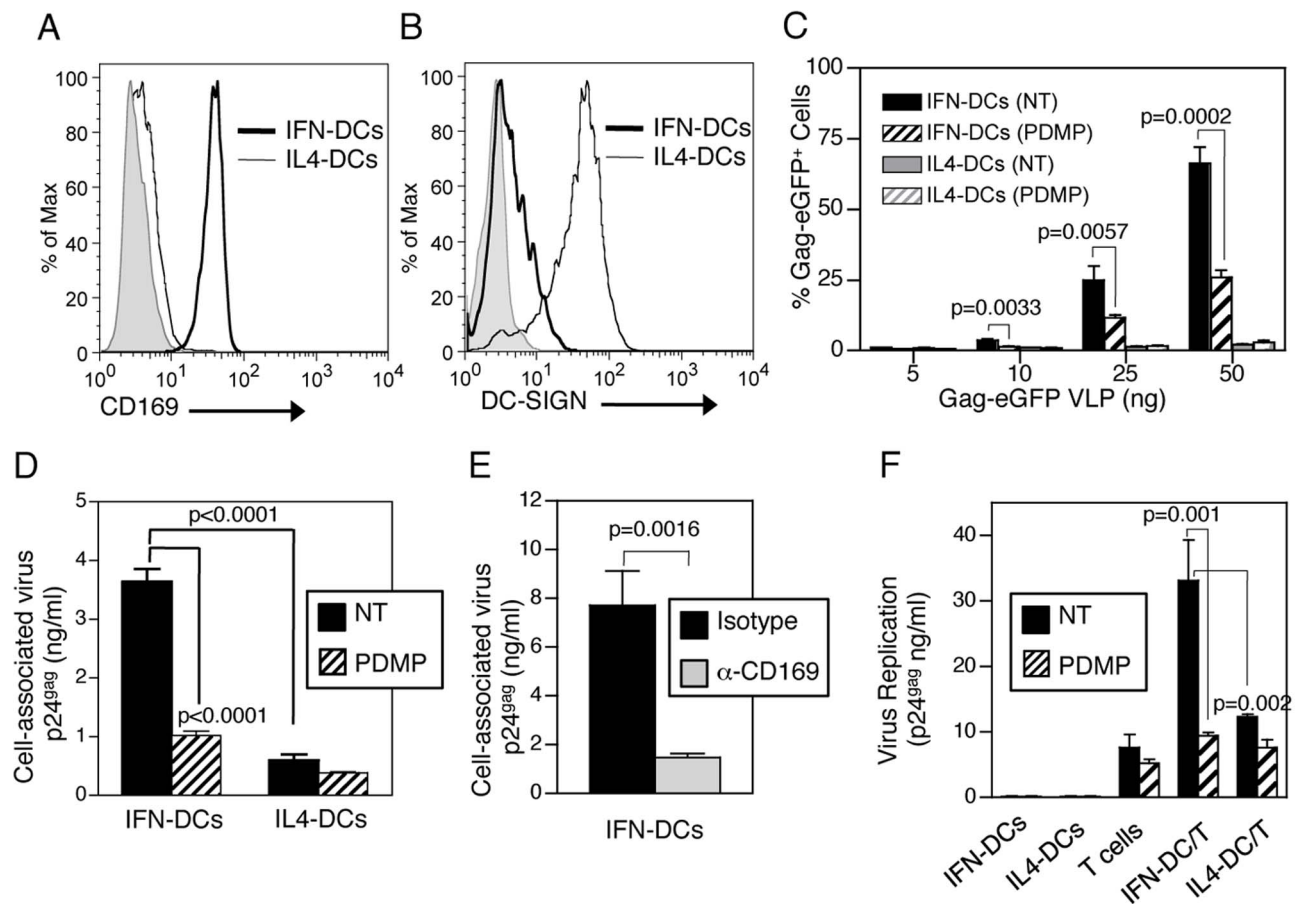 A
100
80
60
40
20
0
% of Max
IFN-DCs
IL4-DCs
10⁰ 10¹ 10² 10³ 10⁴
CD169
B
100
80
60
40
20
0
% of Max
IFN-DCs
IL4-DCs
10⁰ 10¹ 10² 10³ 10⁴
DC-SIGN
C
100
75
50
25
0
% Gag-eGFP⁺ Cells
IFN-DCs (NT)
IFN-DCs (PDMP)
IL4-DCs (NT)
IL4-DCs (PDMP)
p=0.0033
p=0.0057
p=0.0002
5 10 25 50
Gag-eGFP VLP (ng)
D
5
4
3
2
1
0
Cell-associated virus
p24ᵍᵃᵍ (ng/ml)
p<0.0001
p<0.0001
NT
PDMP
IFN-DCs IL4-DCs
E
12
10
8
6
4
2
0
Cell-associated virus
p24ᵍᵃᵍ (ng/ml)
p=0.0016
Isotype
α-CD169
IFN-DCs
F
40
30
20
10
0
Virus Replication
(p24ᵍᵃᵍ ng/ml)
p=0.001
p=0.002
NT
PDMP
IFN-DCs
IL4-DCs
T cells
IFN-DC/T
IL4-DC/T